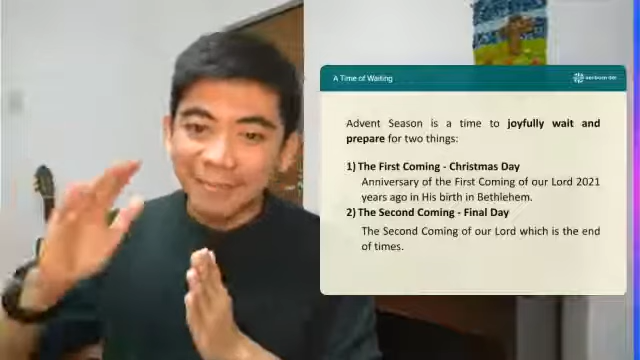 A Time of Waiting
Advent Season is a time to joyfully wait and
prepare for two things:
1) The First Coming - Christmas Day
Anniversary of the First Coming of our Lord 2021
years ago in His birth in Bethlehem.
2) The Second Coming - Final Day
The Second Coming of our Lord which is the end
of times.